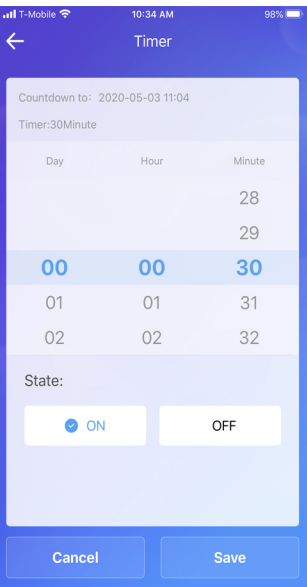 T-Mobile 10:34 AM 98%
Timer
Countdown to: 2020-05-03 11:04
Timer:30Minute
Day Hour Minute
28
29
00 00 30
01 01 31
02 02 32
State:
ON OFF
Cancel Save